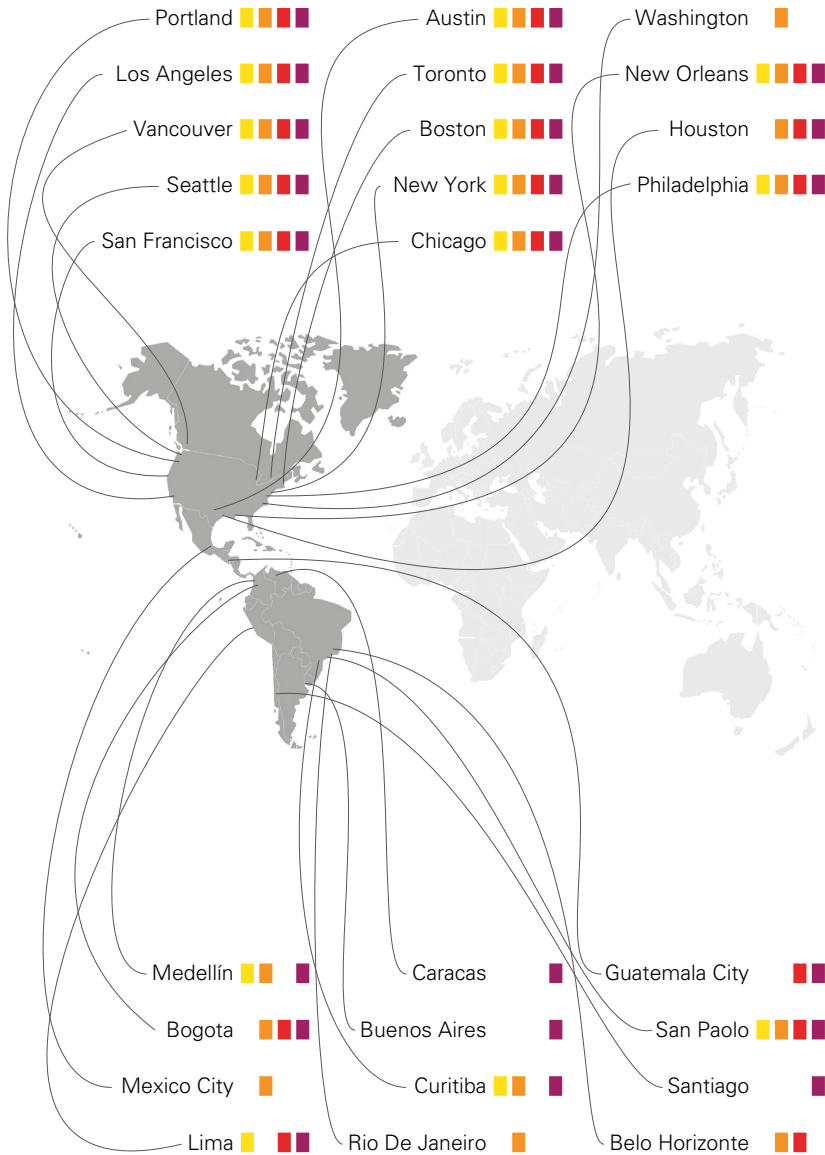 Portland
Austin
Washington
Los Angeles
Toronto
New Orleans
Vancouver
Boston
Houston
Seattle
New York
Philadelphia
San Francisco
Chicago
Medellín
Caracas
Guatemala City
Bogota
Buenos Aires
San Paolo
Mexico City
Curitiba
Santiago
Lima
Rio De Janeiro
Belo Horizonte